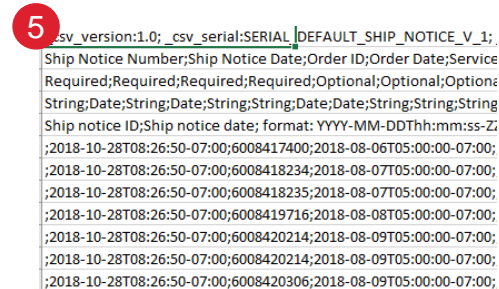 5
_csv_version:1.0; _csv_serial:SERIAL_DEFAULT_SHIP_NOTICE_V_1;
Ship Notice Number;Ship Notice Date;Order ID;Order Date;Service
Required;Required;Required;Required;Optional;Optional;Optiona
String;Date;String;Date;String;String;Date;Date;String;String;String
Ship notice ID;Ship notice date; format: YYYY-MM-DDThh:mm:ss-ZZ
;2018-10-28T08:26:50-07:00;6008417400;2018-08-06T05:00:00-07:00;
;2018-10-28T08:26:50-07:00;6008418234;2018-08-07T05:00:00-07:00;
;2018-10-28T08:26:50-07:00;6008418235;2018-08-07T05:00:00-07:00;
;2018-10-28T08:26:50-07:00;6008419716;2018-08-08T05:00:00-07:00;
;2018-10-28T08:26:50-07:00;6008420214;2018-08-09T05:00:00-07:00;
;2018-10-28T08:26:50-07:00;6008420214;2018-08-09T05:00:00-07:00;
;2018-10-28T08:26:50-07:00;6008420306;2018-08-09T05:00:00-07:00;